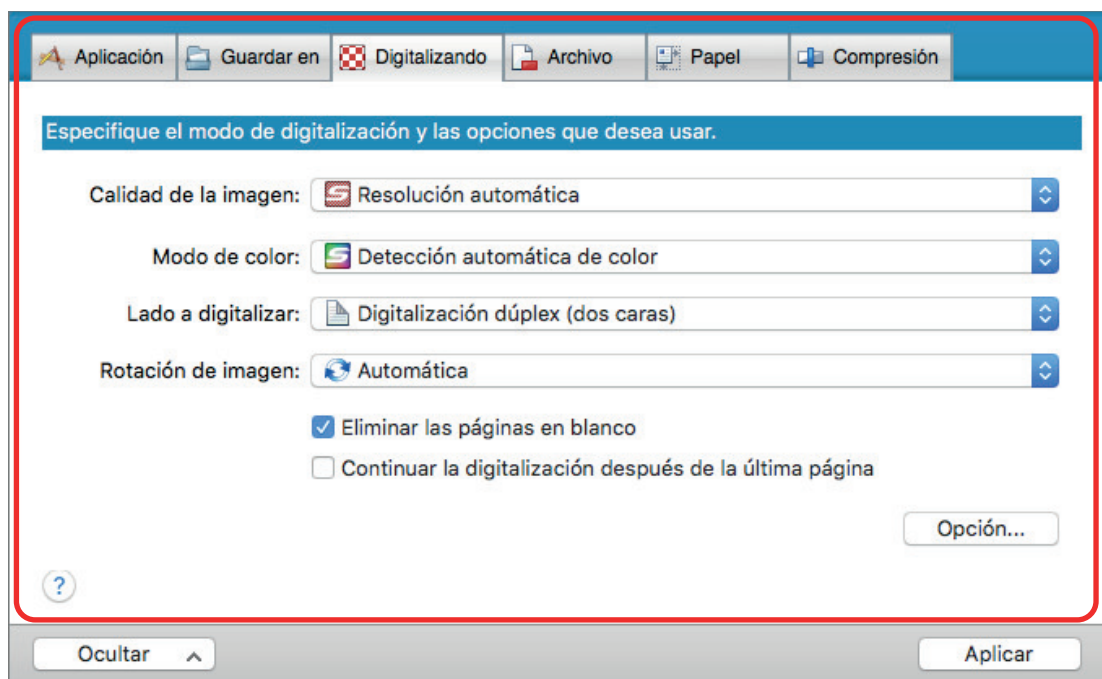 Aplicación Guardar en Digitalizando Archivo Papel Compresión
Especifique el modo de digitalización y las opciones que desea usar.
Calidad de la imagen: Resolución automática
Modo de color: Detección automática de color
Lado a digitalizar: Digitalización dúplex (dos caras)
Rotación de imagen: Automática
Eliminar las páginas en blanco
Continuar la digitalización después de la última página
Opción...
?
Ocultar Aplicar